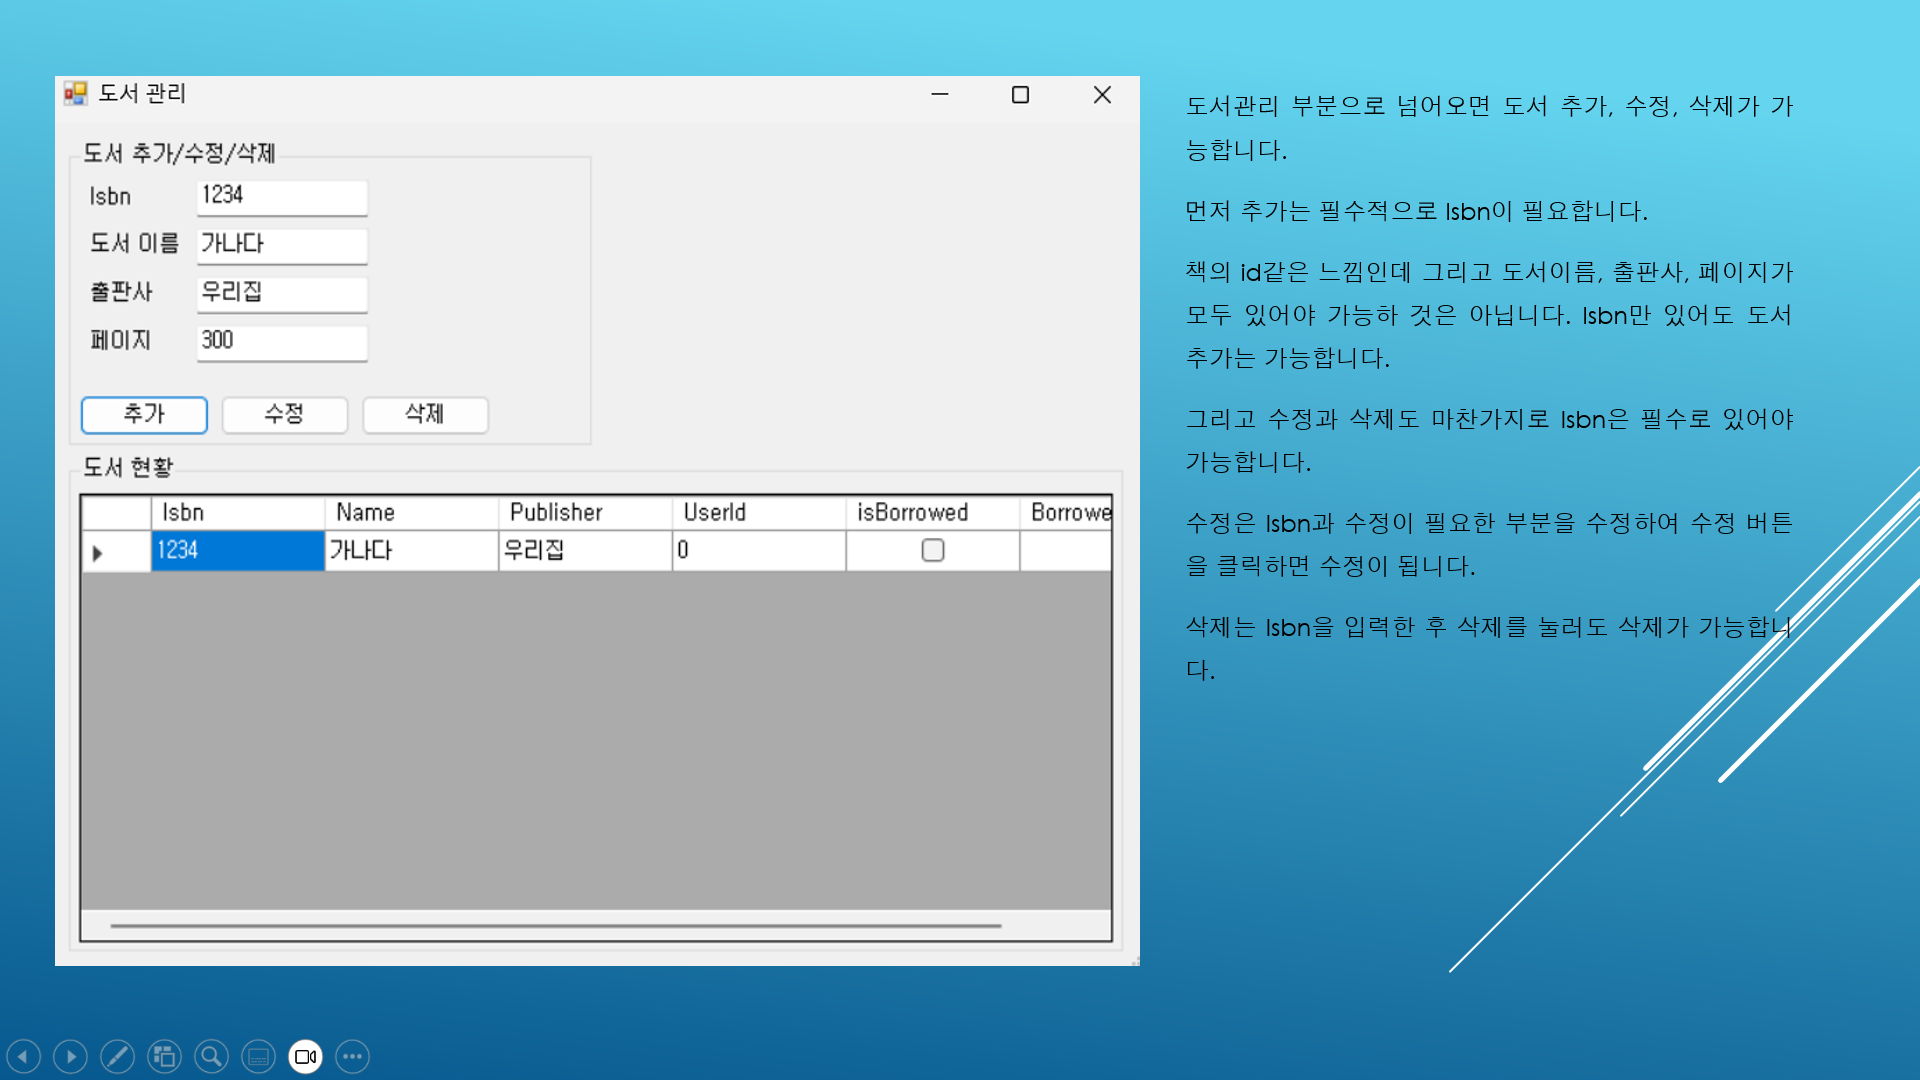 도서 관리
도서 추가/수정/삭제
Isbn 1234
도서 이름 가나다
출판사 우리집
페이지 300
추가 수정 삭제
도서 현황
Isbn Name Publisher UserId isBorrowed Borrowe
1234 가나다 우리집 0
도서관리 부분으로 넘어오면 도서 추가, 수정, 삭제가 가
능합니다.
먼저 추가는 필수적으로 Isbn이 필요합니다.
책의 id같은 느낌인데 그리고 도서이름, 출판사, 페이지가
모두 있어야 가능하 것은 아닙니다. Isbn만 있어도 도서
추가는 가능합니다.
그리고 수정과 삭제도 마찬가지로 Isbn은 필수로 있어야
가능합니다.
수정은 Isbn과 수정이 필요한 부분을 수정하여 수정 버튼
을 클릭하면 수정이 됩니다.
삭제는 Isbn을 입력한 후 삭제를 눌러도 삭제가 가능합니
다.